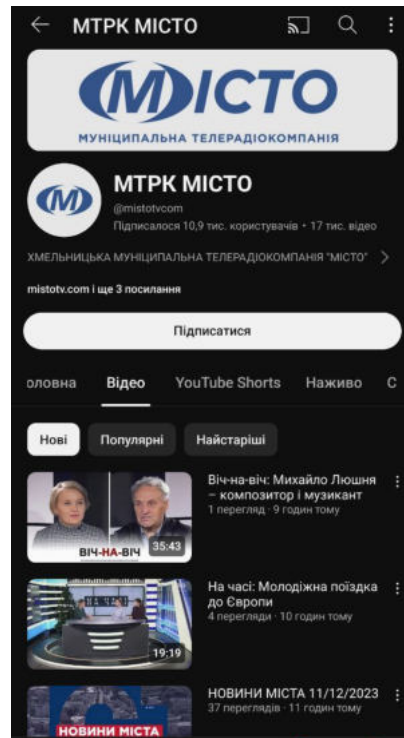 МТРК МІСТО
МІСТО
МУНІЦИПАЛЬНА ТЕЛЕРАДІОКОМПАНІЯ
М
МТРК МІСТО
@mistotvcom
Підписалося 10,9 тис. користувачів • 17 тис. відео
ХМЕЛЬНИЦЬКА МУНІЦИПАЛЬНА ТЕЛЕРАДІОКОМПАНІЯ "МІСТО"
mistotv.com і ще 3 посилання
Підписатися
оловна Відео YouTube Shorts Наживо С
Нові Популярні Найстаріші
Віч-на-віч: Михайло Люшня
– композитор і музикант
1 перегляд · 9 годин тому
ВІЧ-НА-ВІЧ
35:43
На часі: Молодіжна поїздка
до Європи
4 перегляди · 10 годин тому
19:19
НОВИНИ МІСТА 11/12/2023
37 переглядів · 11 годин тому
НОВИНИ МІСТА